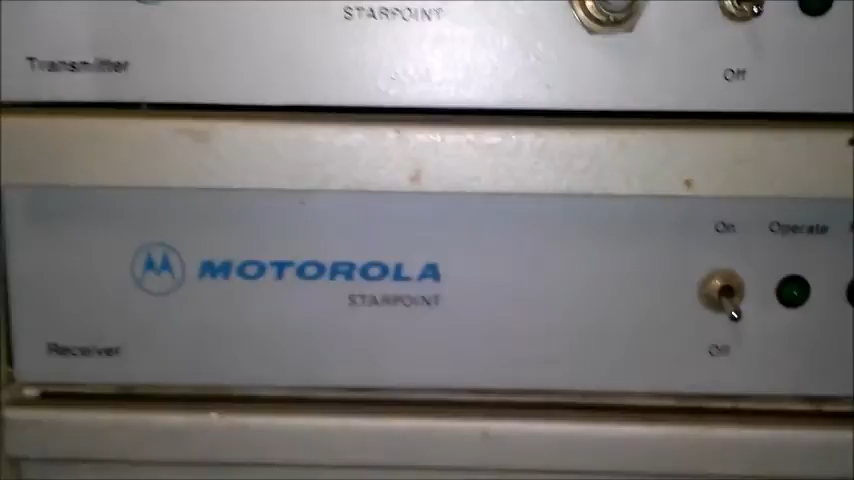 STARPOINT
Transmitter
Off
On
Operate
MOTOROLA
STARPOINT
Receiver
Off